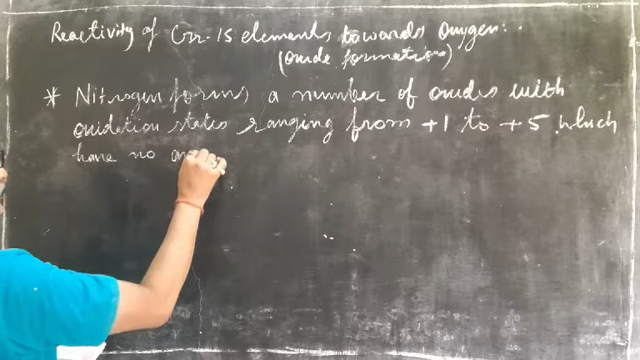 Reactivity of Gr. 15 elements towards oxygen:.
(oxide formation)
* Nitrogen forms a number of oxides with
oxidation states ranging from +1 to +5 which
have no